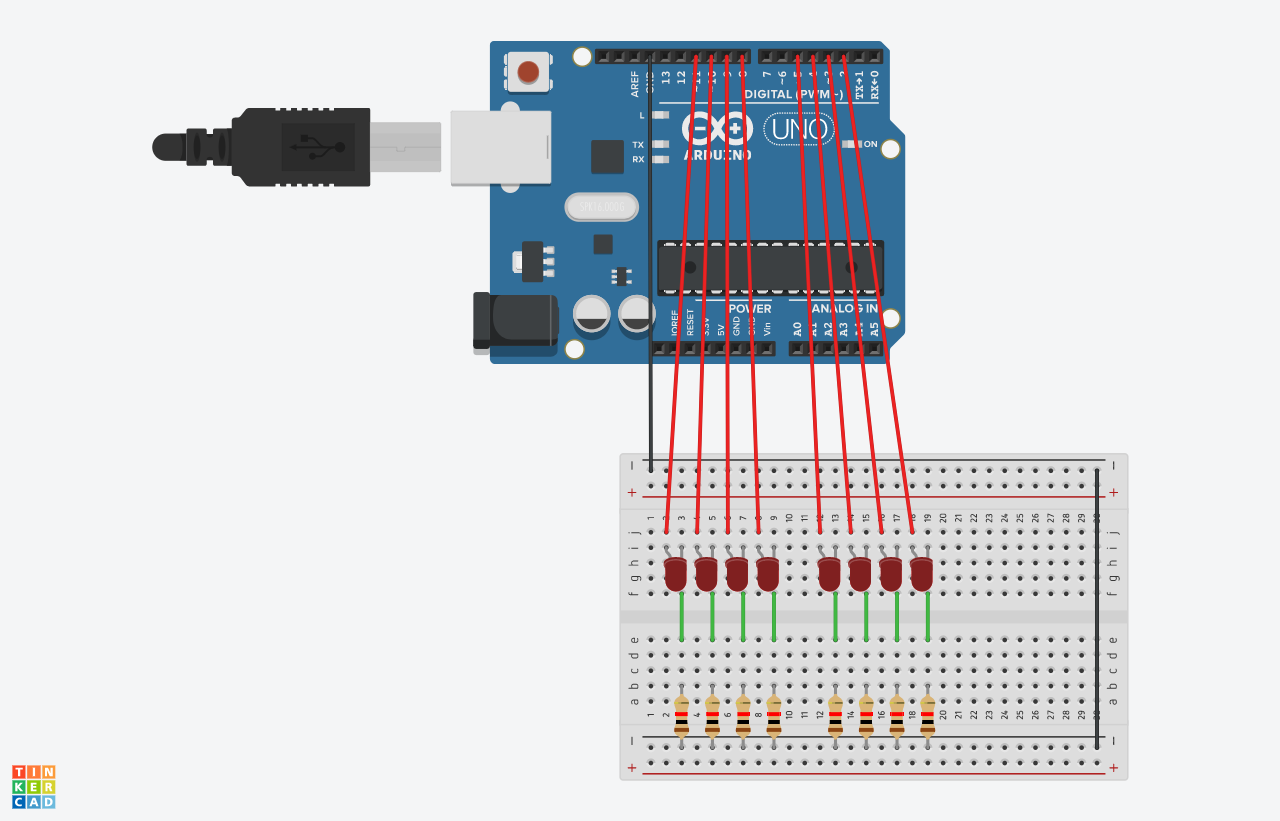 AREF
GND
13
12
~11
~10
~9
8
7
~6
~5
4
~3
2
TX→1
RX←0
DIGITAL (PWM~)
L
TX
RX
ARDUINO
UNO
ON
SPK16.000G
POWER
ANALOG IN
IOREF
RESET
3.3V
5V
GND
GND
Vin
A0
A1
A2
A3
A4
A5
− −
+ +
1 2 3 4 5 6 7 8 9 10 11 12 13 14 15 16 17 18 19 20 21 22 23 24 25 26 27 28 29 30
j j
i i
h h
g g
f f
e e
d d
c c
b b
a a
1 2 3 4 5 6 7 8 9 10 11 12 13 14 15 16 17 18 19 20 21 22 23 24 25 26 27 28 29 30
− −
+ +
TIN
KER
CAD